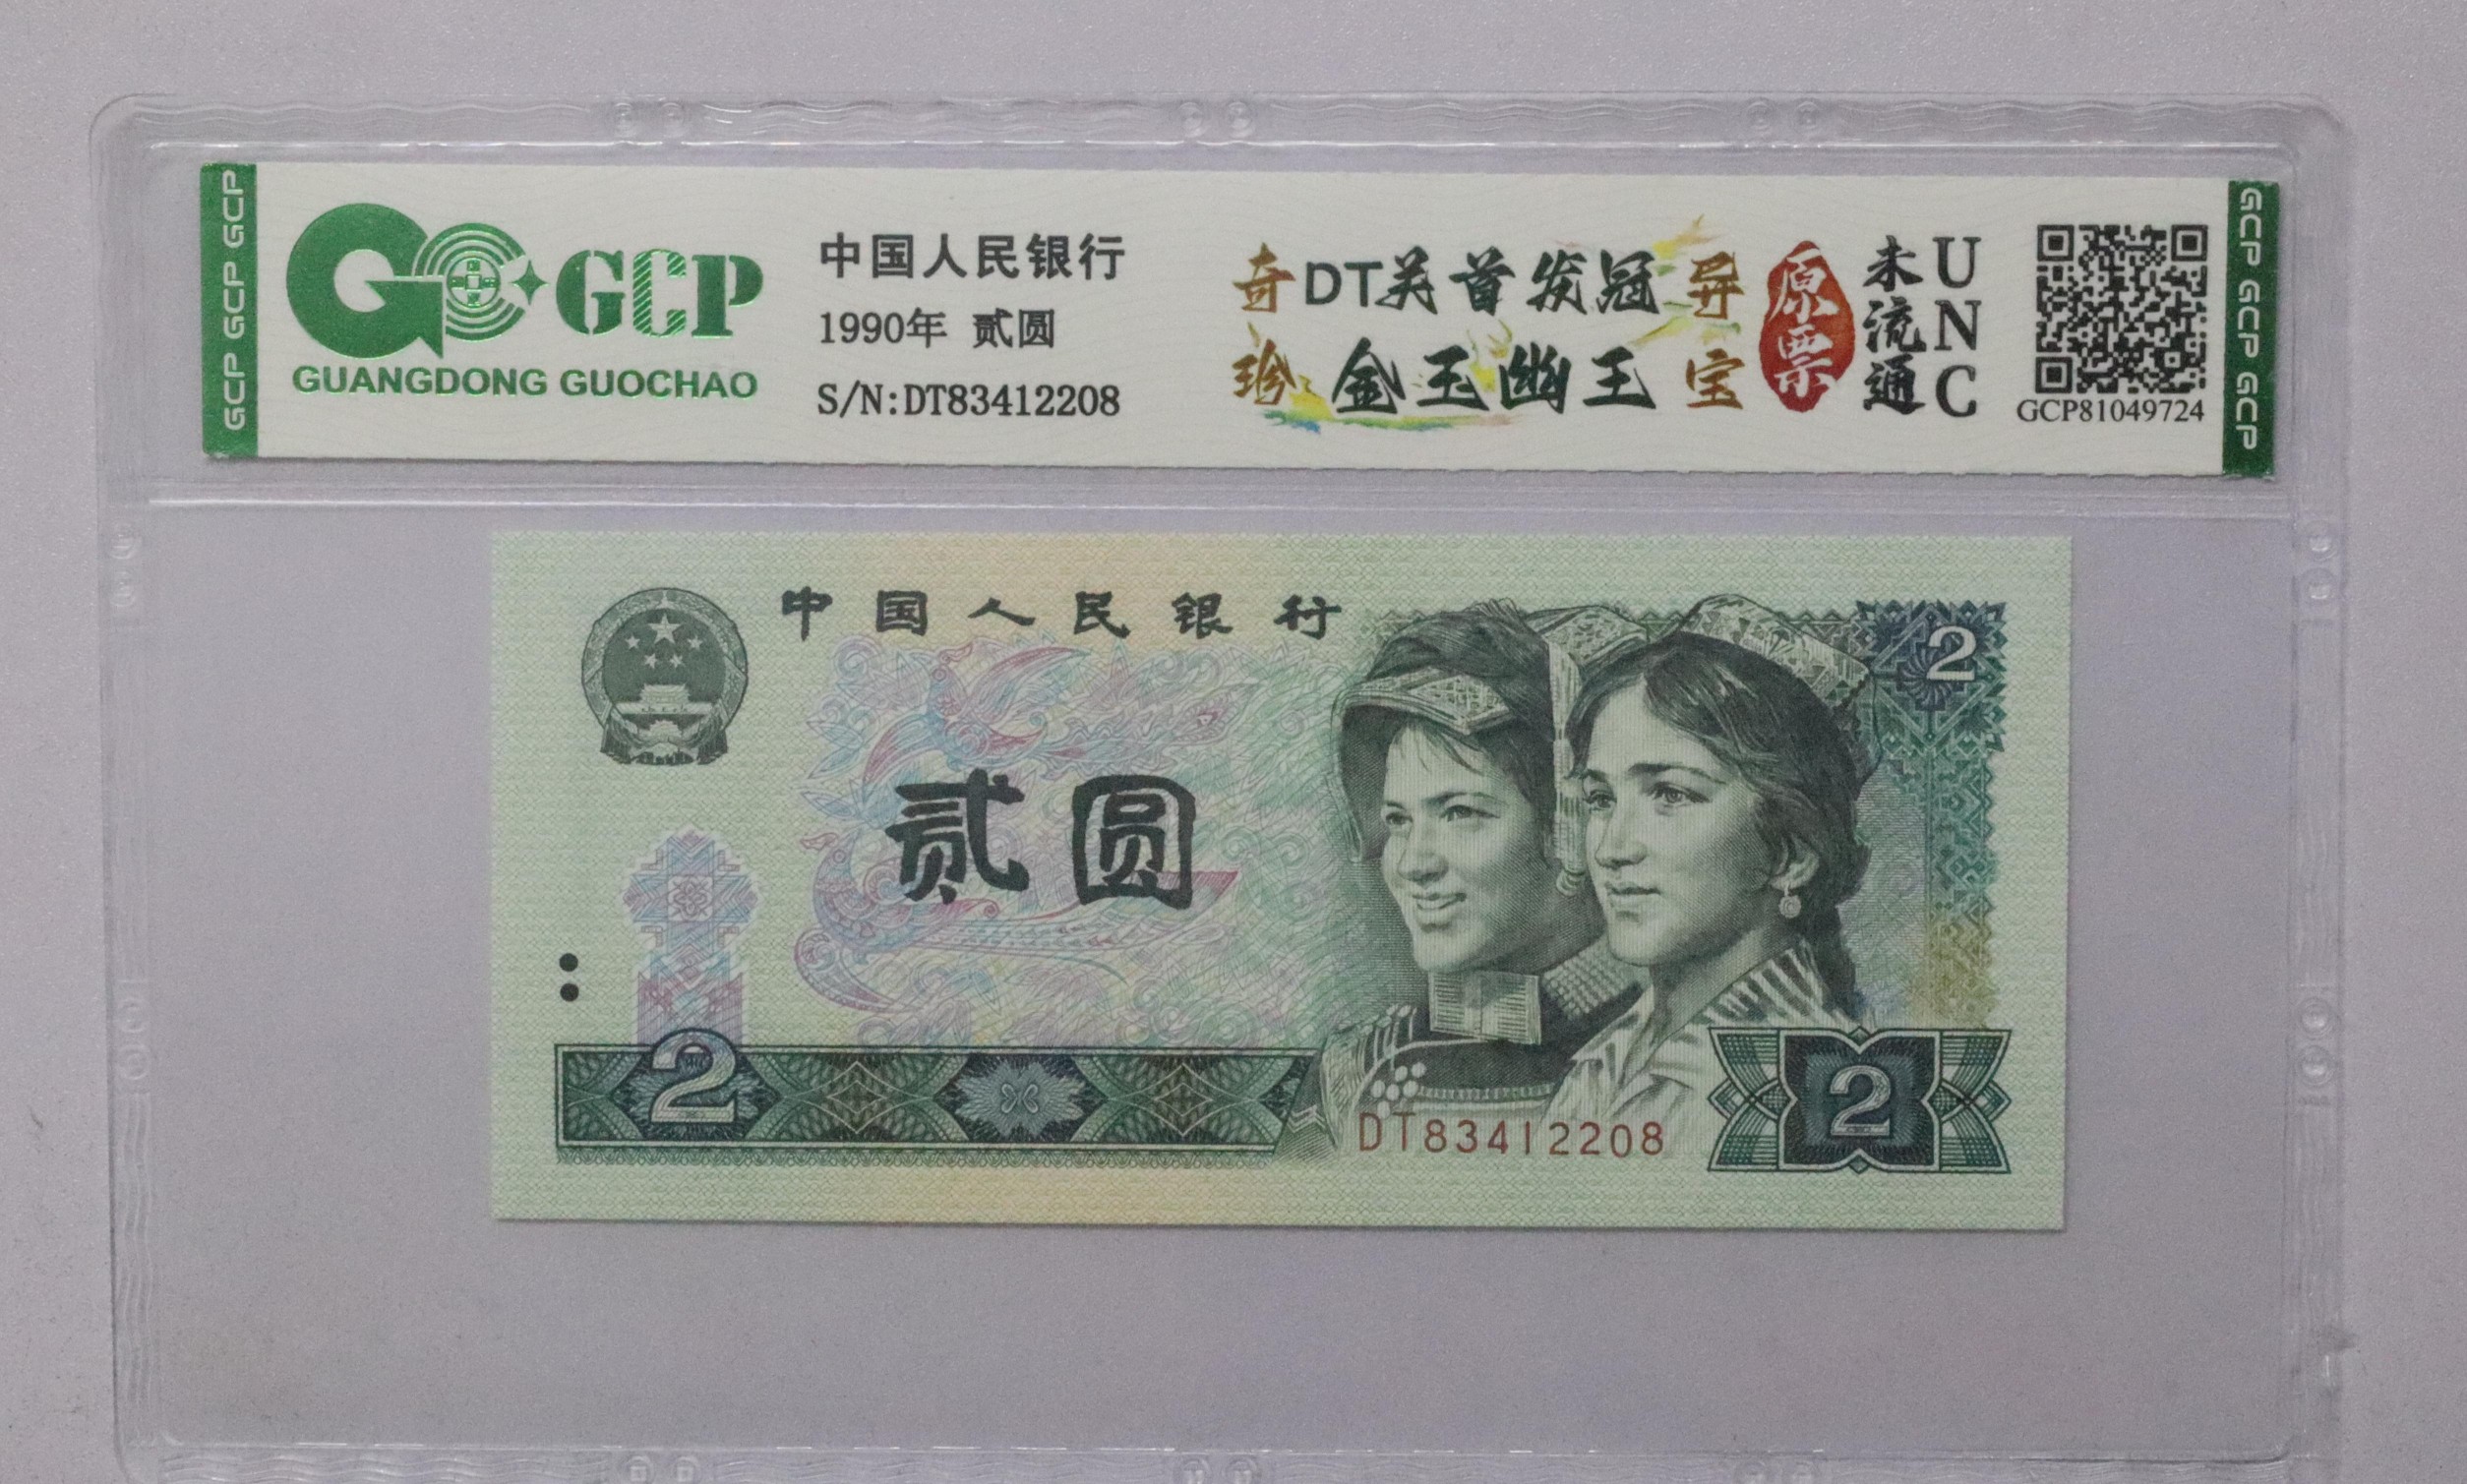 GCP GCP GCP
GCP
GUANGDONG GUOCHAO
中国人民银行
1990年 贰圆
S/N:DT83412208
奇珍
DT关首发冠
金玉幽王
异宝
原票
未流通
UNC
GCP81049724
GCP GCP GCP
中国人民银行
2
贰圆
2
DT83412208
2